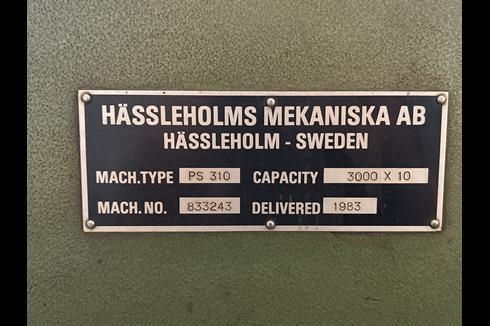 HÄSSLEHOLMS MEKANISKA AB
HÄSSLEHOLM - SWEDEN
MACH.TYPE PS 310 CAPACITY 3000 X 10
MACH. NO. 833243 DELIVERED 1983